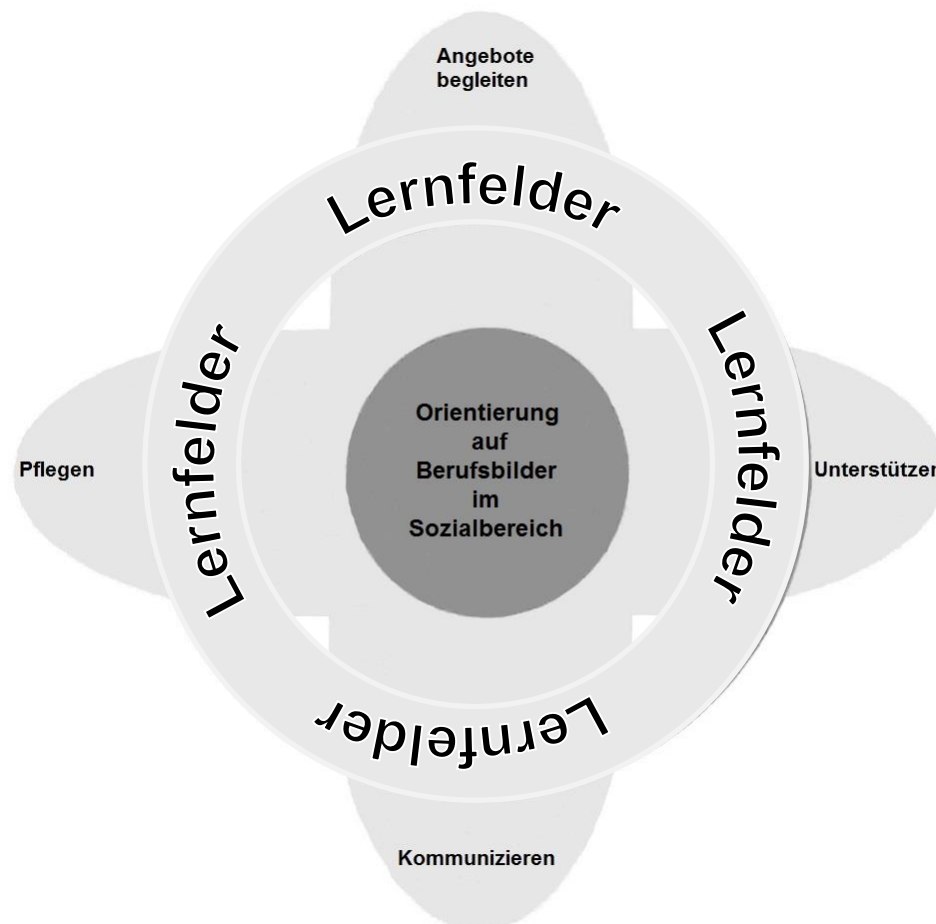 Angebote
begleiten
Lernfelder
Lernfelder
Lernfelder
Pflegen
Orientierung
auf
Berufsbilder
im
Sozialbereich
Unterstützen
Lernfelder
Kommunizieren